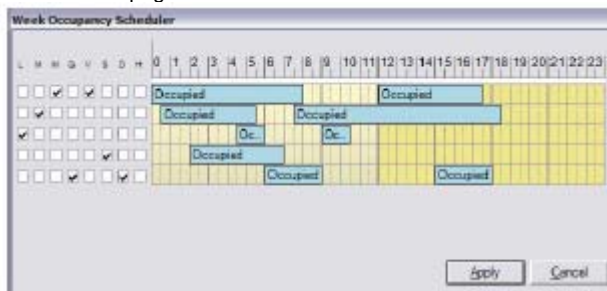 Week Occupancy Scheduler
L M M G V S D H 0 1 2 3 4 5 6 7 8 9 10 11 12 13 14 15 16 17 18 19 20 21 22 23
Occupied Occupied
Occupied Occupied
Oc... Oc...
Occupied
Occupied Occupied
Apply Cancel